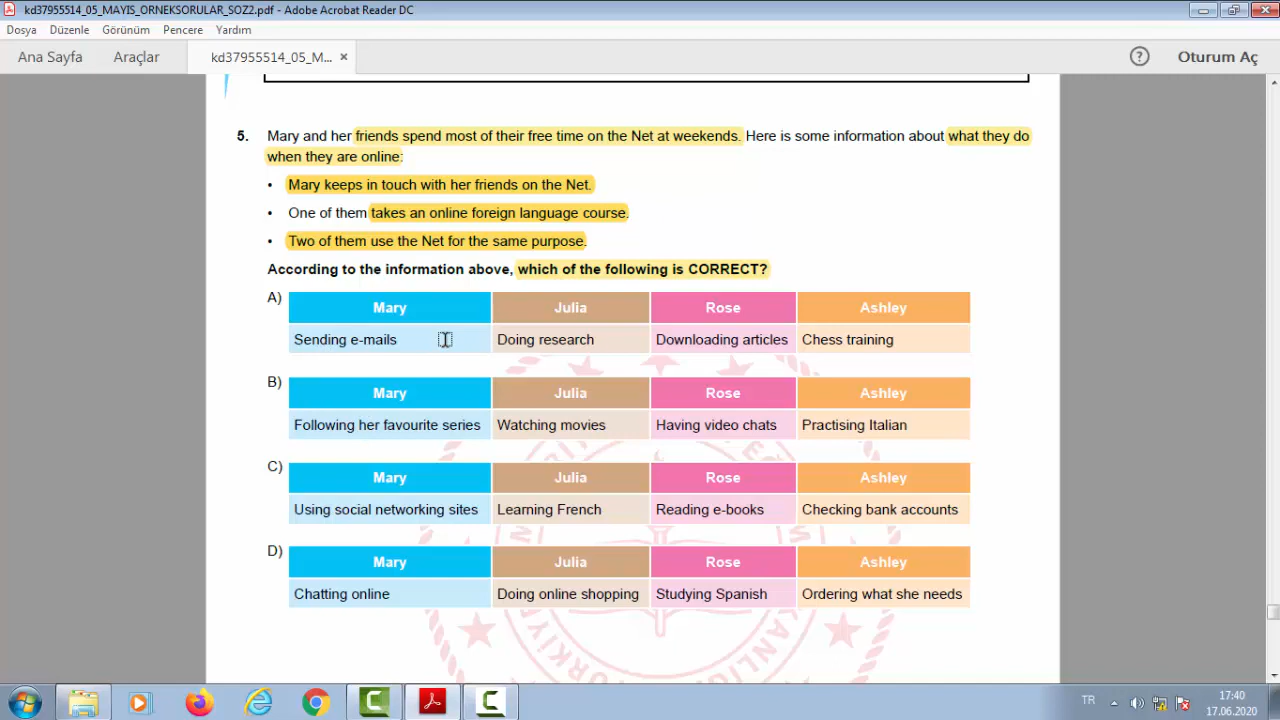 kd37955514_05_MAYIS_ORNEKSORULAR_SOZ2.pdf - Adobe Acrobat Reader DC
Dosya Düzenle Görünüm Pencere Yardım
Ana Sayfa Araçlar kd37955514_05_M... × ? Oturum Aç
5. Mary and her friends spend most of their free time on the Net at weekends. Here is some information about what they do
when they are online:
• Mary keeps in touch with her friends on the Net.
• One of them takes an online foreign language course.
• Two of them use the Net for the same purpose.
According to the information above, which of the following is CORRECT?
A) Mary Julia Rose Ashley
Sending e-mails Doing research Downloading articles Chess training
B) Mary Julia Rose Ashley
Following her favourite series Watching movies Having video chats Practising Italian
C) Mary Julia Rose Ashley
Using social networking sites Learning French Reading e-books Checking bank accounts
D) Mary Julia Rose Ashley
Chatting online Doing online shopping Studying Spanish Ordering what she needs
TR 17:40
17.06.2020